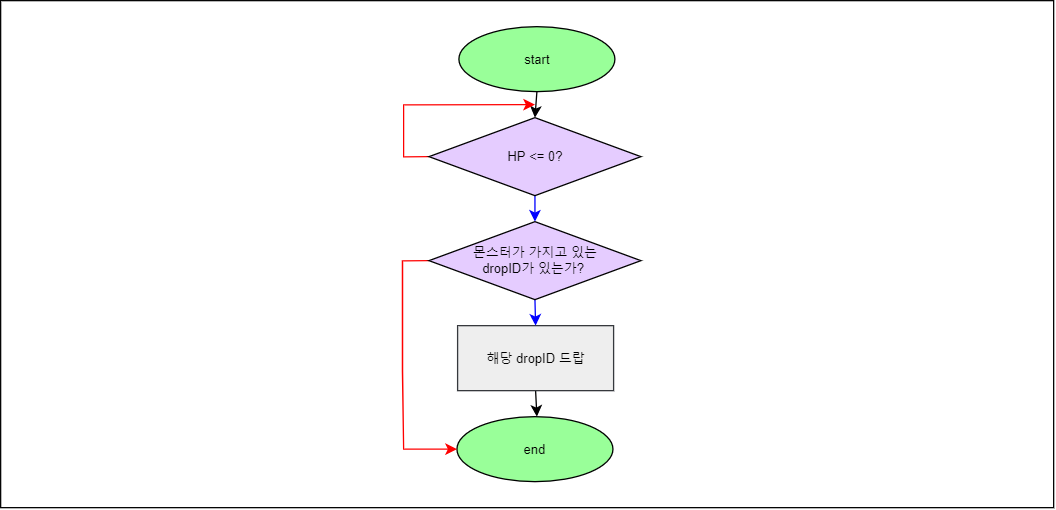 start
HP <= 0?
몬스터가 가지고 있는
dropID가 있는가?
해당 dropID 드랍
end